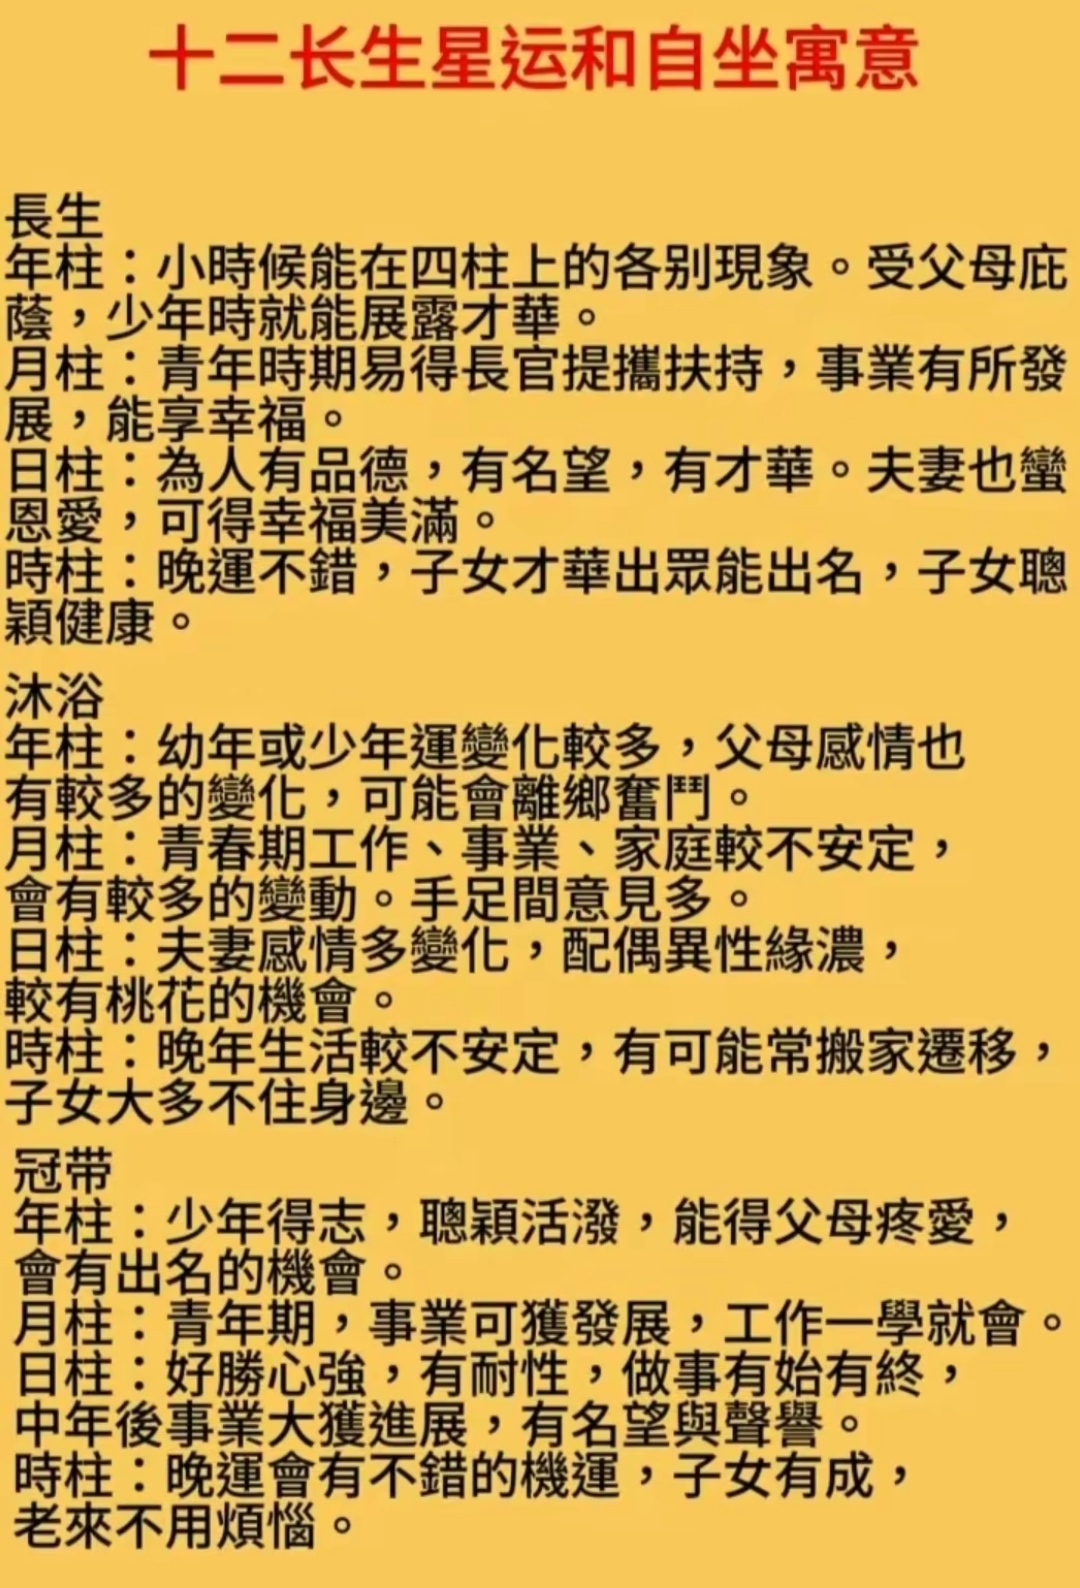 十二长生星运和自坐寓意
長生
年柱：小時候能在四柱上的各別現象。受父母庇
蔭，少年時就能展露才華。
月柱：青年時期易得長官提攜扶持，事業有所發
展，能享幸福。
日柱：為人有品德，有名望，有才華。夫妻也蠻
恩愛，可得幸福美滿。
時柱：晚運不錯，子女才華出眾能出名，子女聰
穎健康。
沐浴
年柱：幼年或少年運變化較多，父母感情也
有較多的變化，可能會離鄉奮鬥。
月柱：青春期工作、事業、家庭較不安定，
會有較多的變動。手足間意見多。
日柱：夫妻感情多變化，配偶異性緣濃，
較有桃花的機會。
時柱：晚年生活較不安定，有可能常搬家遷移，
子女大多不住身邊。
冠带
年柱：少年得志，聰穎活潑，能得父母疼愛，
會有出名的機會。
月柱：青年期，事業可獲發展，工作一學就會。
日柱：好勝心強，有耐性，做事有始有終，
中年後事業大獲進展，有名望與聲譽。
時柱：晚運會有不錯的機運，子女有成，
老來不用煩惱。